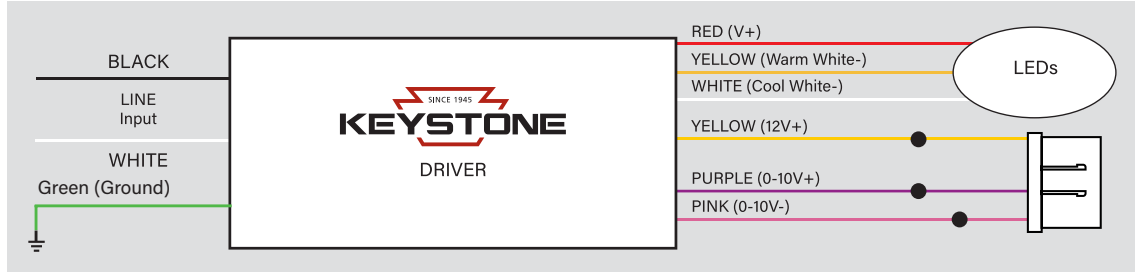 BLACK
LINE
Input
WHITE
Green (Ground)
SINCE 1945
KEYSTONE
DRIVER
RED (V+)
YELLOW (Warm White-)
WHITE (Cool White-)
LEDs
YELLOW (12V+)
PURPLE (0-10V+)
PINK (0-10V-)